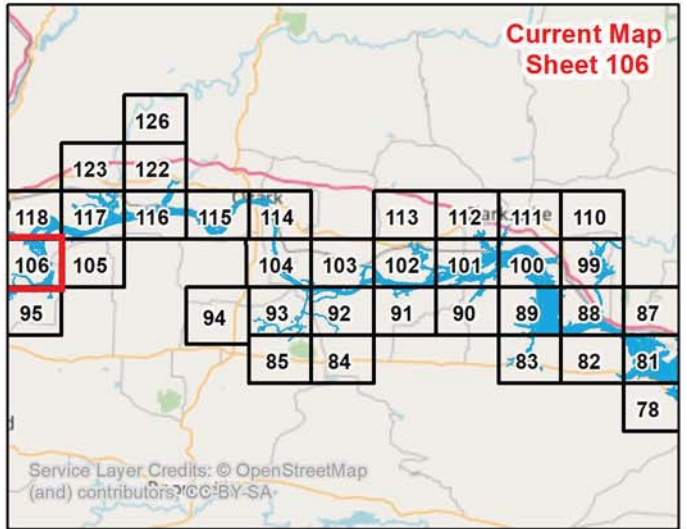 Current Map
Sheet 106
126
123 122
118 117 116 115 114 113 112 111 110
106 105 104 103 102 101 100 99
95 94 93 92 91 90 89 88 87
85 84 83 82 81
78
Service Layer Credits: © OpenStreetMap
(and) contributors, CC-BY-SA